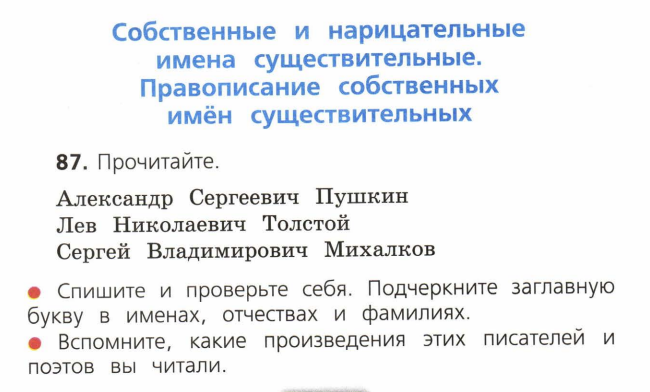 Собственные и нарицательные
имена существительные.
Правописание собственных
имён существительных
87. Прочитайте.
Александр Сергеевич Пушкин
Лев Николаевич Толстой
Сергей Владимирович Михалков
● Спишите и проверьте себя. Подчеркните заглавную
букву в именах, отчествах и фамилиях.
● Вспомните, какие произведения этих писателей и
поэтов вы читали.